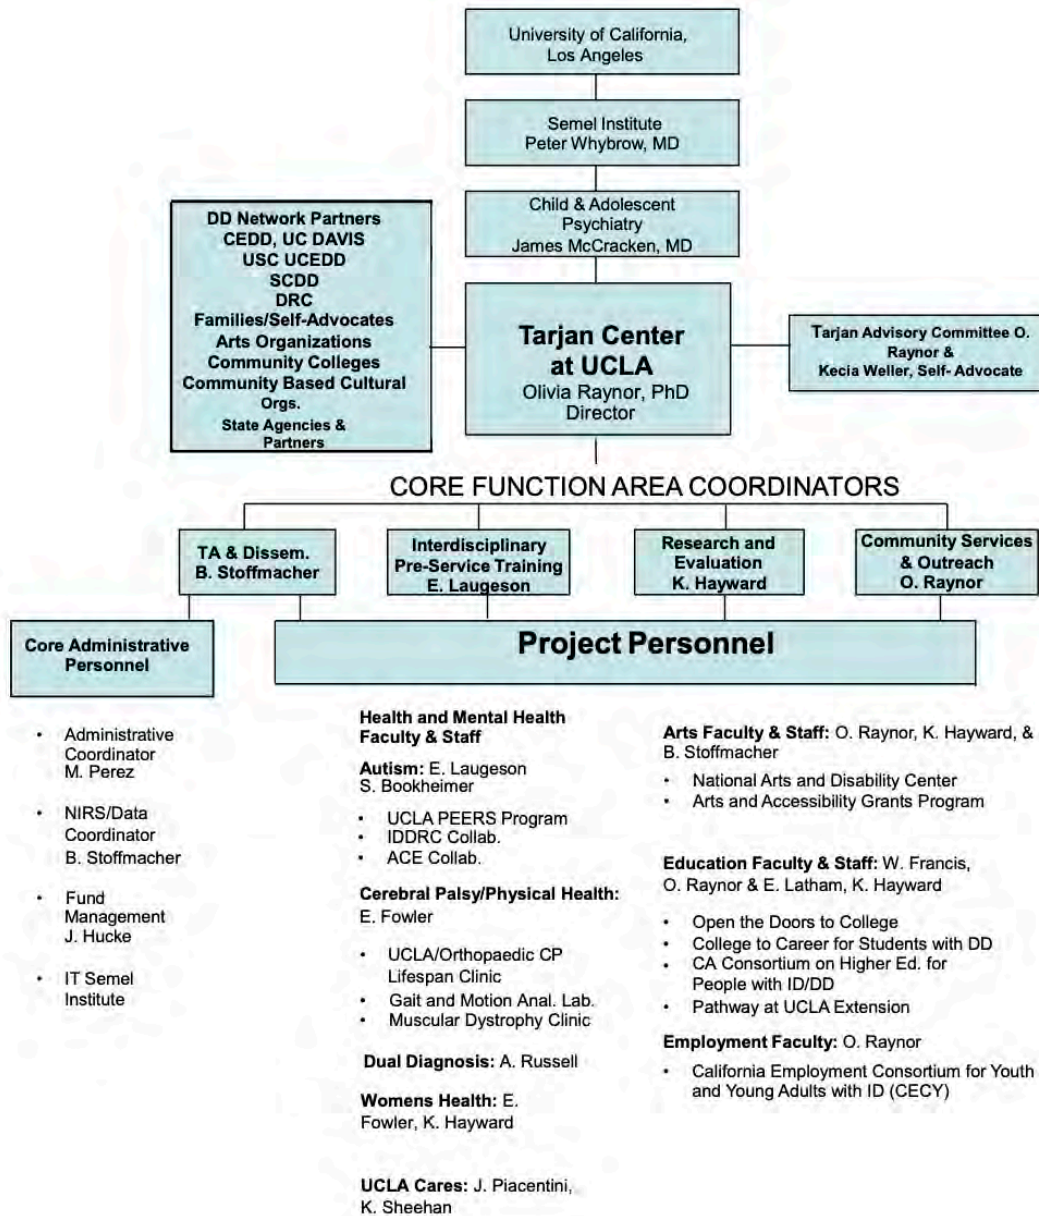 University of California,
Los Angeles
Semel Institute
Peter Whybrow, MD
Child & Adolescent
Psychiatry
James McCracken, MD
DD Network Partners
CEDD, UC DAVIS
USC UCEDD
SCDD
DRC
Families/Self-Advocates
Arts Organizations
Community Colleges
Community Based Cultural
Orgs.
State Agencies &
Partners
Tarjan Center
at UCLA
Olivia Raynor, PhD
Director
Tarjan Advisory Committee O.
Raynor &
Kecia Weller, Self- Advocate
CORE FUNCTION AREA COORDINATORS
TA & Dissem.
B. Stoffmacher
Interdisciplinary
Pre-Service Training
E. Laugeson
Research and
Evaluation
K. Hayward
Community Services
& Outreach
O. Raynor
Core Administrative
Personnel
Project Personnel
• Administrative
Coordinator
M. Perez
• NIRS/Data
Coordinator
B. Stoffmacher
• Fund
Management
J. Hucke
• IT Semel
Institute
Health and Mental Health
Faculty & Staff
Autism: E. Laugeson
S. Bookheimer
• UCLA PEERS Program
• IDDRC Collab.
• ACE Collab.
Cerebral Palsy/Physical Health:
E. Fowler
• UCLA/Orthopaedic CP
Lifespan Clinic
• Gait and Motion Anal. Lab.
• Muscular Dystrophy Clinic
Dual Diagnosis: A. Russell
Womens Health: E.
Fowler, K. Hayward
UCLA Cares: J. Piacentini,
K. Sheehan
Arts Faculty & Staff: O. Raynor, K. Hayward, &
B. Stoffmacher
• National Arts and Disability Center
• Arts and Accessibility Grants Program
Education Faculty & Staff: W. Francis,
O. Raynor & E. Latham, K. Hayward
• Open the Doors to College
• College to Career for Students with DD
• CA Consortium on Higher Ed. for
People with ID/DD
• Pathway at UCLA Extension
Employment Faculty: O. Raynor
• California Employment Consortium for Youth
and Young Adults with ID (CECY)